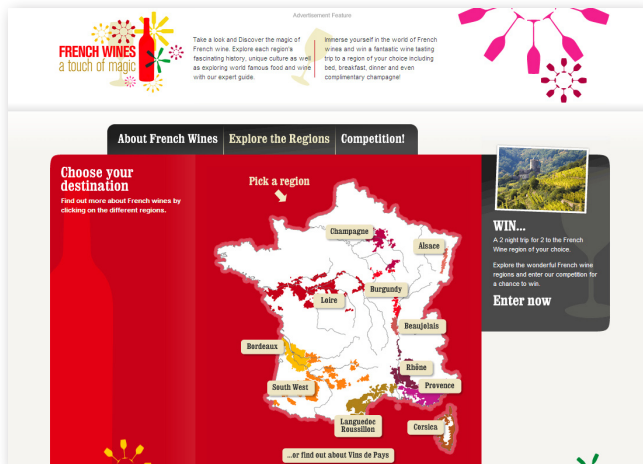 Advertisement Feature
FRENCH WINES
a touch of magic
Take a look and Discover the magic of
French wine. Explore each region's
fascinating history, unique culture as well
as exploring world famous food and wine
with our expert guide.
Immerse yourself in the world of French
wines and win a fantastic wine tasting
trip to a region of your choice including
bed, breakfast, dinner and even
complimentary champagne!
About French Wines
Explore the Regions
Competition!
Choose your
destination
Find out more about French wines by
clicking on the different regions.
Pick a region
Champagne
Alsace
Burgundy
Loire
Beaujolais
Bordeaux
Rhône
South West
Provence
Languedoc
Roussillon
Corsica
...or find out about Vins de Pays
WIN...
A 2 night trip for 2 to the French
Wine region of your choice.
Explore the wonderful French wine
regions and enter our competition for
a chance to win.
Enter now